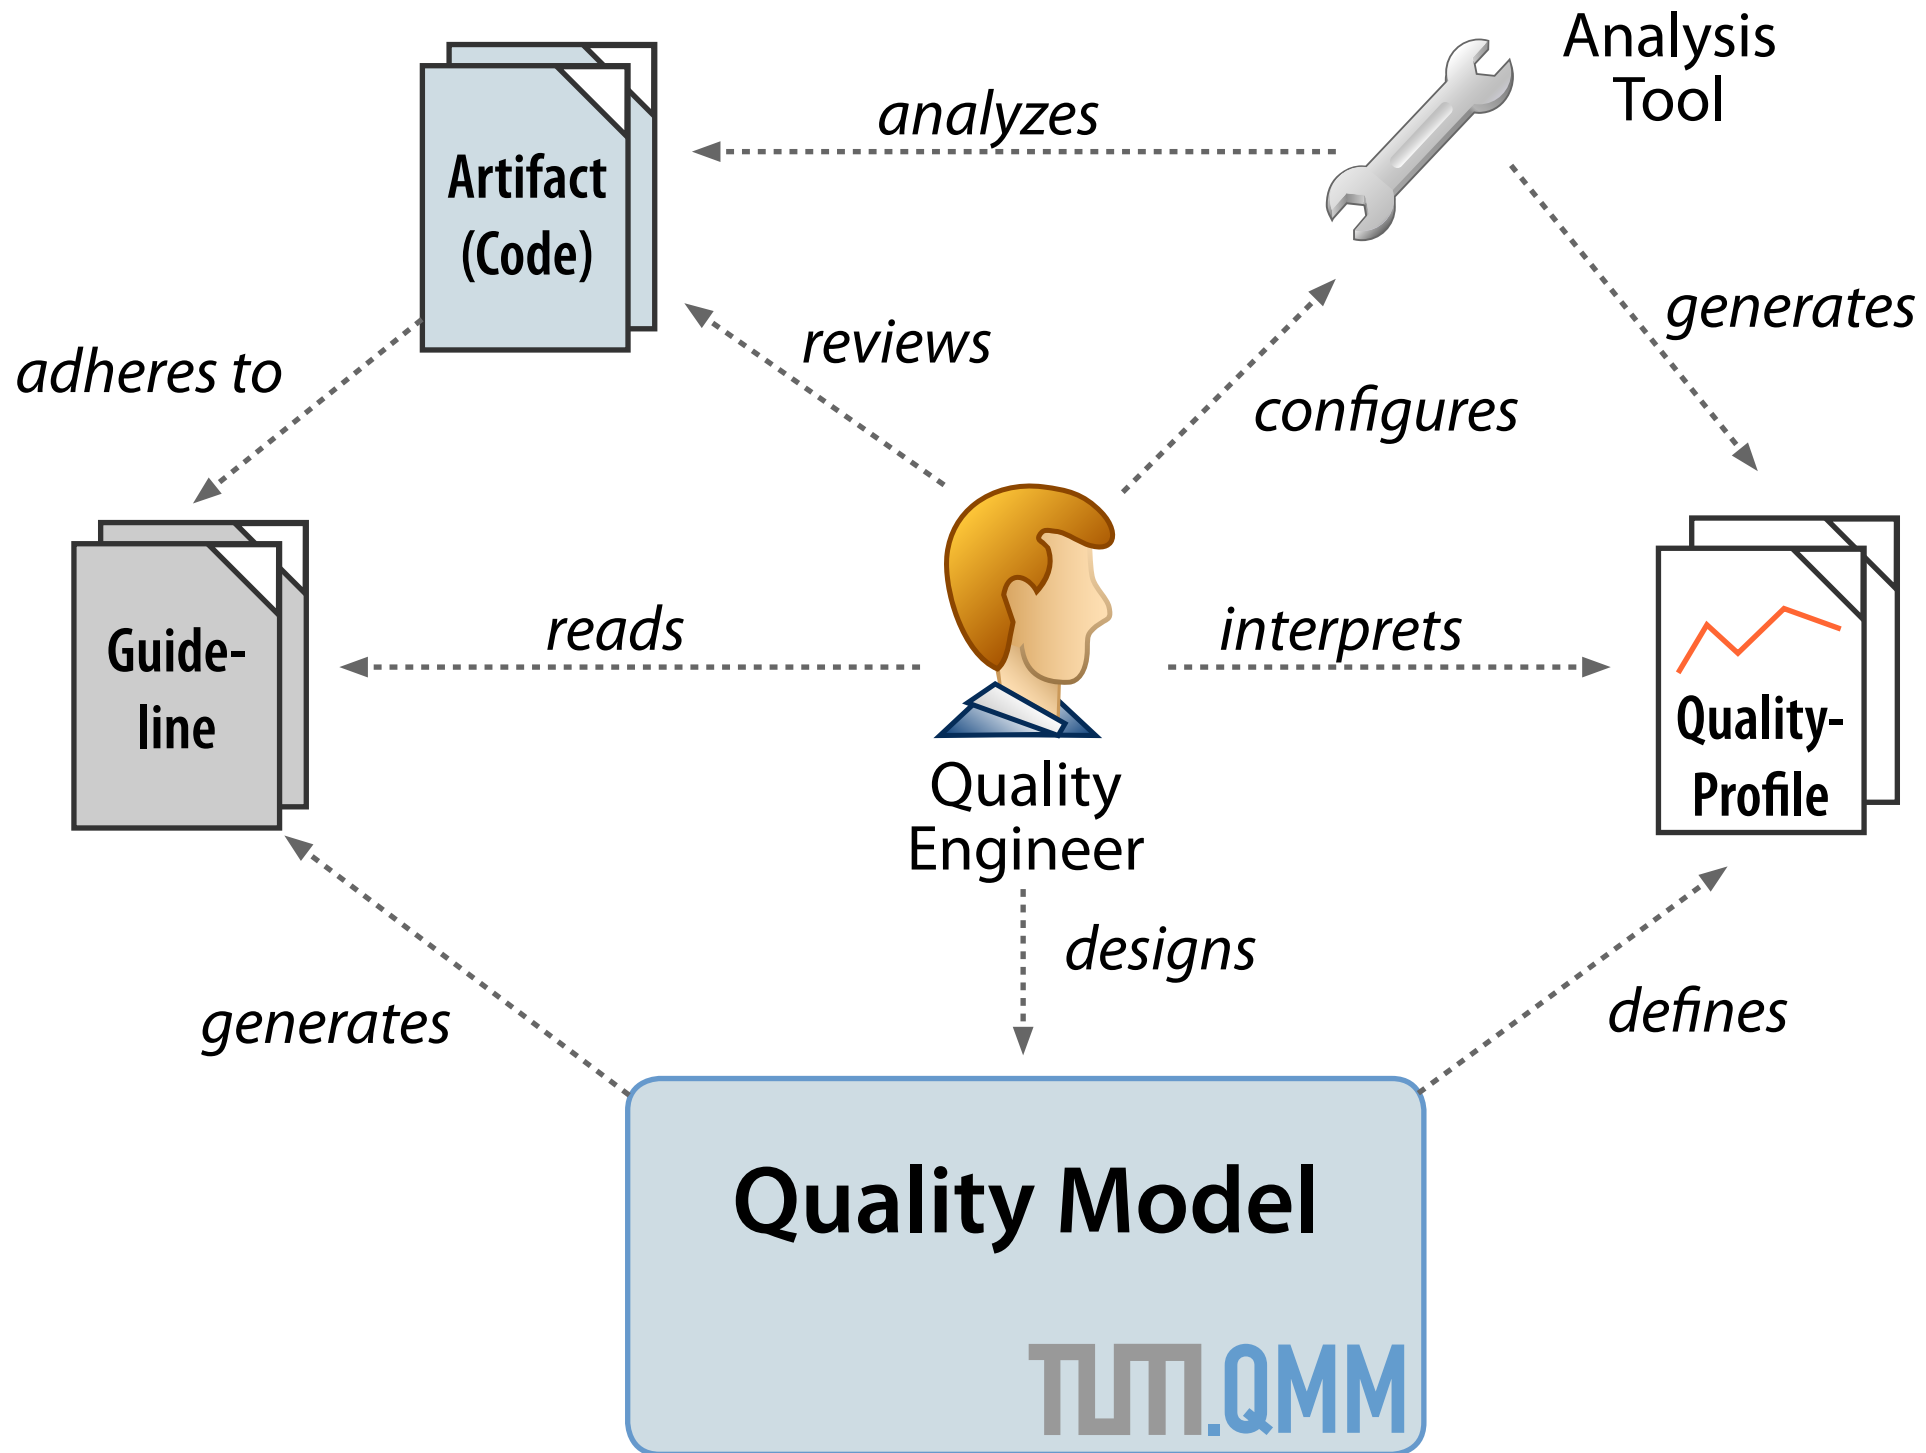 Analysis
Tool
analyzes
Artifact
(Code)
generates
reviews
adheres to
configures
reads
interprets
Guide-
line
Quality-
Profile
Quality
Engineer
designs
generates
defines
Quality Model
TUM.QMM